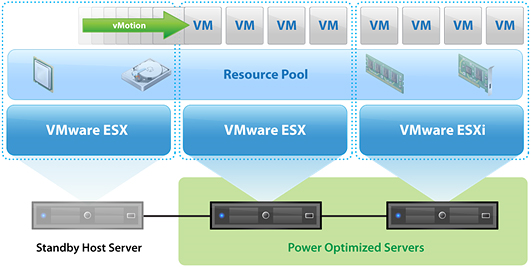 vMotion
VM VM VM VM VM VM VM VM
Resource Pool
VMware ESX VMware ESX VMware ESXi
Standby Host Server Power Optimized Servers